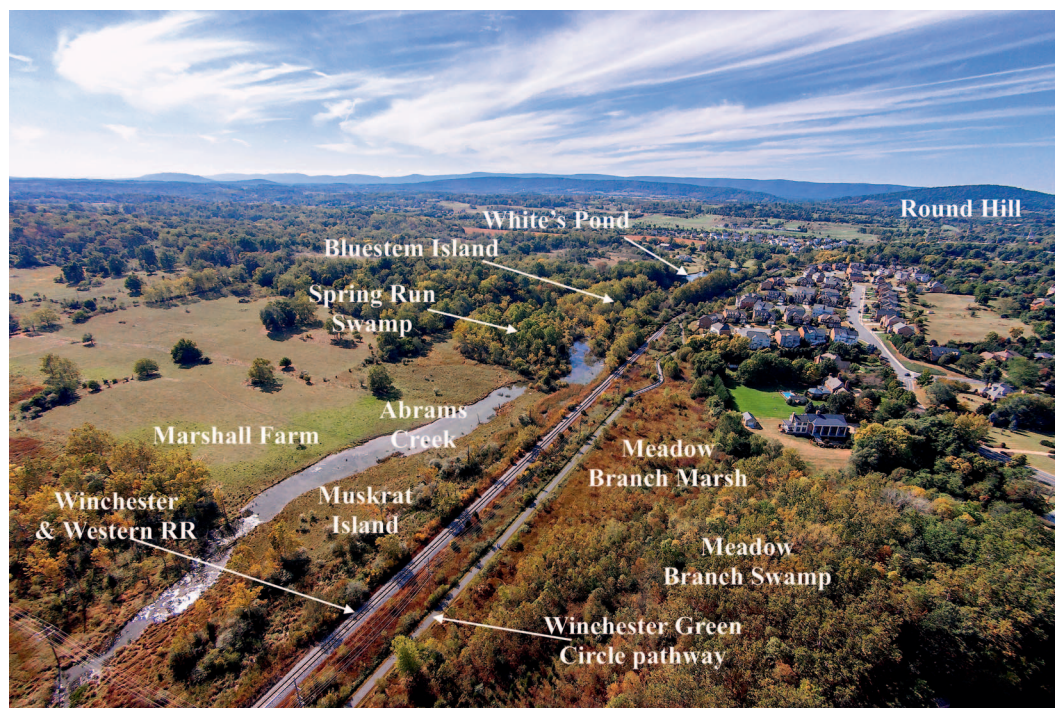 Round Hill
White’s Pond
Bluestem Island
Spring Run
Swamp
Abrams
Creek
Marshall Farm
Meadow
Branch Marsh
Winchester
& Western RR
Muskrat
Island
Meadow
Branch Swamp
Winchester Green
Circle pathway